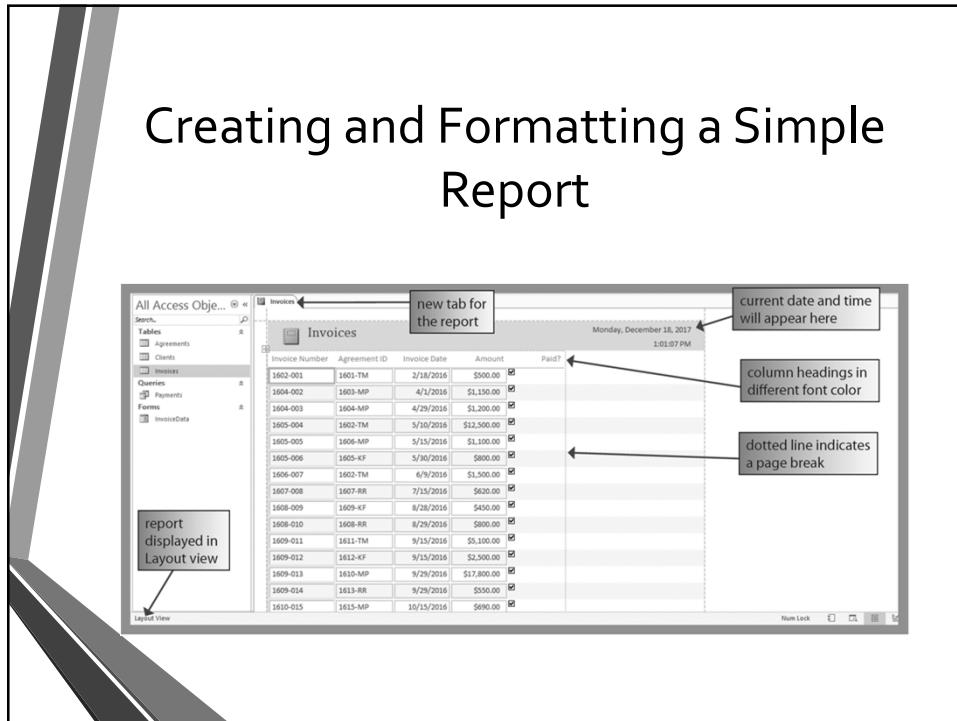 Creating and Formatting a Simple
Report
All Access Obje...
Search...
Tables
Agreements
Clients
Invoices
Queries
Payments
Forms
InvoiceData
Invoices
new tab for
the report
current date and time
will appear here
Invoices
Monday, December 18, 2017
1:01:07 PM
Invoice Number Agreement ID Invoice Date Amount Paid?
1602-001 1601-TM 2/18/2016 $500.00
1604-002 1603-MP 4/1/2016 $1,150.00
1604-003 1604-MP 4/29/2016 $1,200.00
1605-004 1602-TM 5/10/2016 $12,500.00
1605-005 1606-MP 5/15/2016 $1,100.00
1605-006 1605-KF 5/30/2016 $800.00
1606-007 1602-TM 6/9/2016 $1,500.00
1607-008 1607-RR 7/15/2016 $620.00
1608-009 1609-KF 8/28/2016 $450.00
1608-010 1608-RR 8/29/2016 $800.00
1609-011 1611-TM 9/15/2016 $5,100.00
1609-012 1612-KF 9/15/2016 $2,500.00
1609-013 1610-MP 9/29/2016 $17,800.00
1609-014 1613-RR 9/29/2016 $550.00
1610-015 1615-MP 10/15/2016 $690.00
column headings in
different font color
dotted line indicates
a page break
report
displayed in
Layout view
Layout View
Num Lock